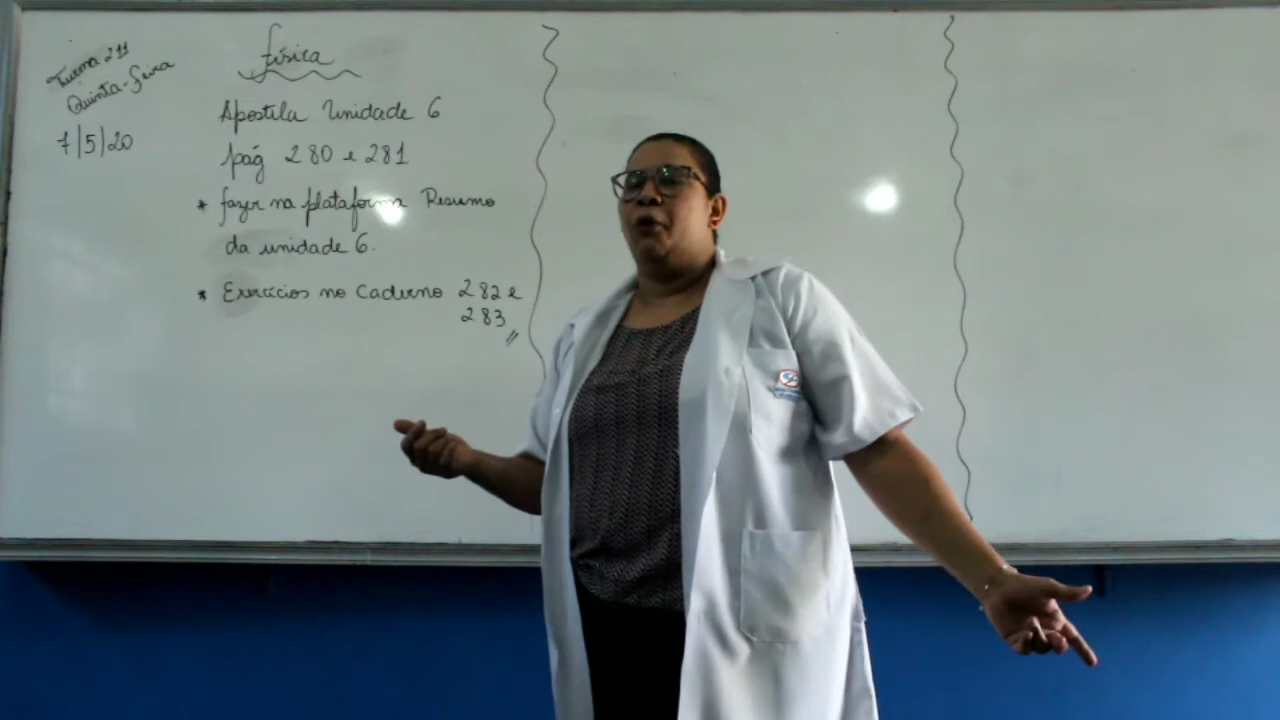 Turma 211
Quinta-feira
7/5/20
física
Apostila Unidade 6
pág 280 e 281
* fazer na plataforma Resumo
da unidade 6.
* Exercícios no Caderno 282 e
283 //